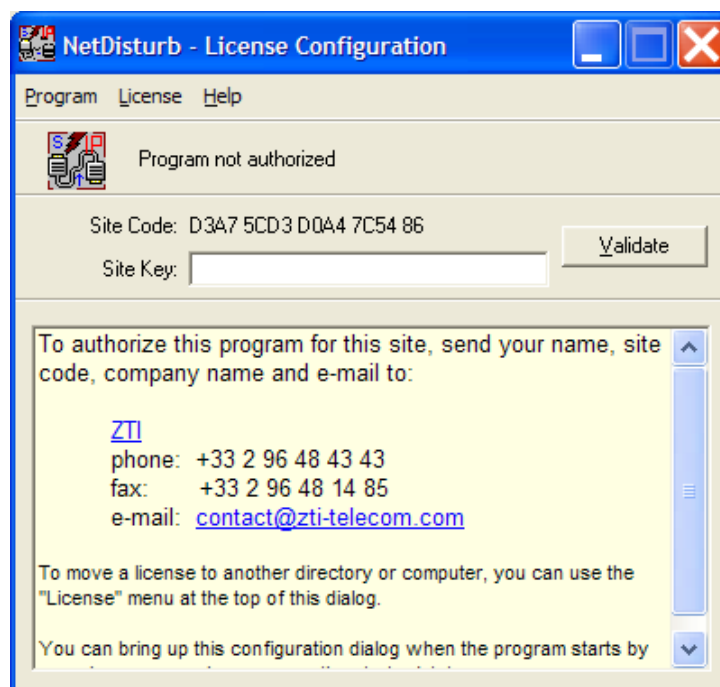 NetDisturb - License Configuration
Program License Help
Program not authorized
Site Code: D3A7 5CD3 D0A4 7C54 86
Validate
Site Key:
To authorize this program for this site, send your name, site
code, company name and e-mail to:
ZTI
phone: +33 2 96 48 43 43
fax: +33 2 96 48 14 85
e-mail: contact@zti-telecom.com
To move a license to another directory or computer, you can use the
"License" menu at the top of this dialog.
You can bring up this configuration dialog when the program starts by